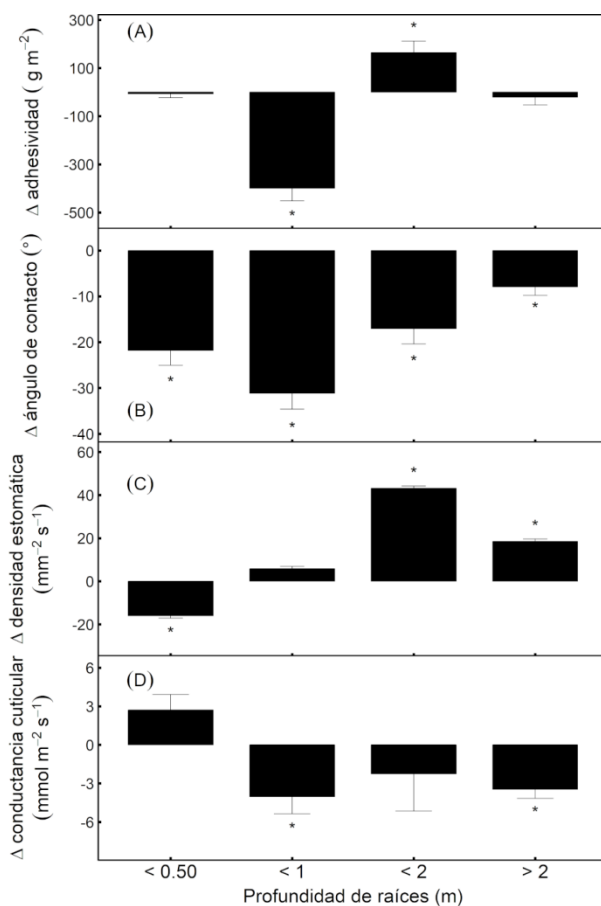 (A)
Δ adhesividad ( g m⁻²)
300
100
-100
-300
-500
*
*
(B)
Δ ángulo de contacto (°)
0
-10
-20
-30
-40
*
*
*
*
(C)
Δ densidad estomática
(mm⁻² s⁻¹)
60
40
20
0
-20
*
*
*
(D)
Δ conductancia cuticular
(mmol m⁻² s⁻¹)
6
3
0
-3
-6
*
*
< 0.50 < 1 < 2 > 2
Profundidad de raíces (m)